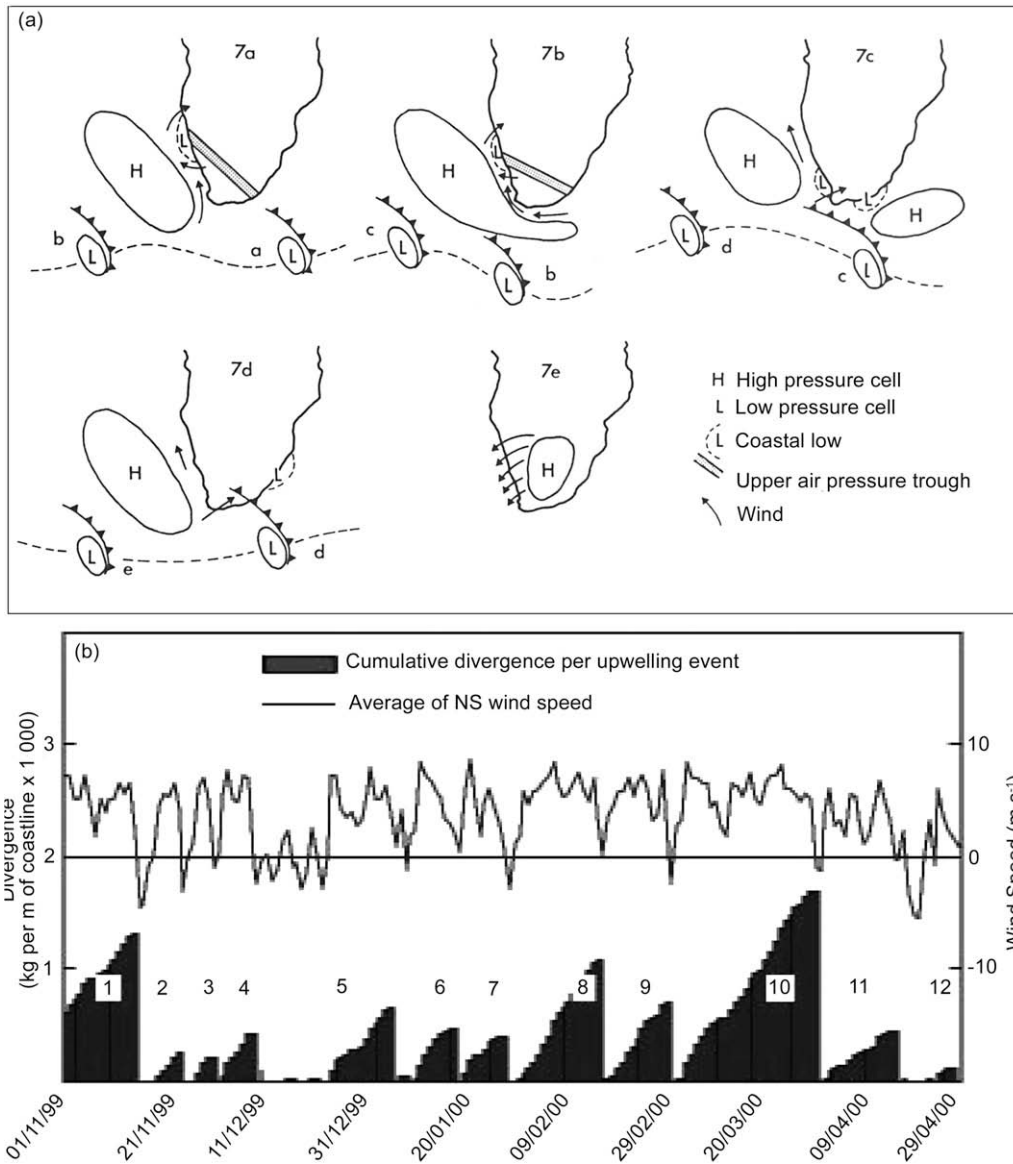 (a)
7a
7b
7c
H
L
b
L
a
L
H
L
c
L
b
L
H
L
L
H
d
L
c
L
7d
7e
H
L
e
L
d
L
H
H High pressure cell
L Low pressure cell
L Coastal low
Upper air pressure trough
Wind
(b)
Cumulative divergence per upwelling event
Average of NS wind speed
Divergence
(kg per m of coastline x 1 000)
3
2
1
10
0
-10
Wind Speed (m s-1)
1
2
3
4
5
6
7
8
9
10
11
12
01/11/99
21/11/99
11/12/99
31/12/99
20/01/00
09/02/00
29/02/00
20/03/00
09/04/00
29/04/00